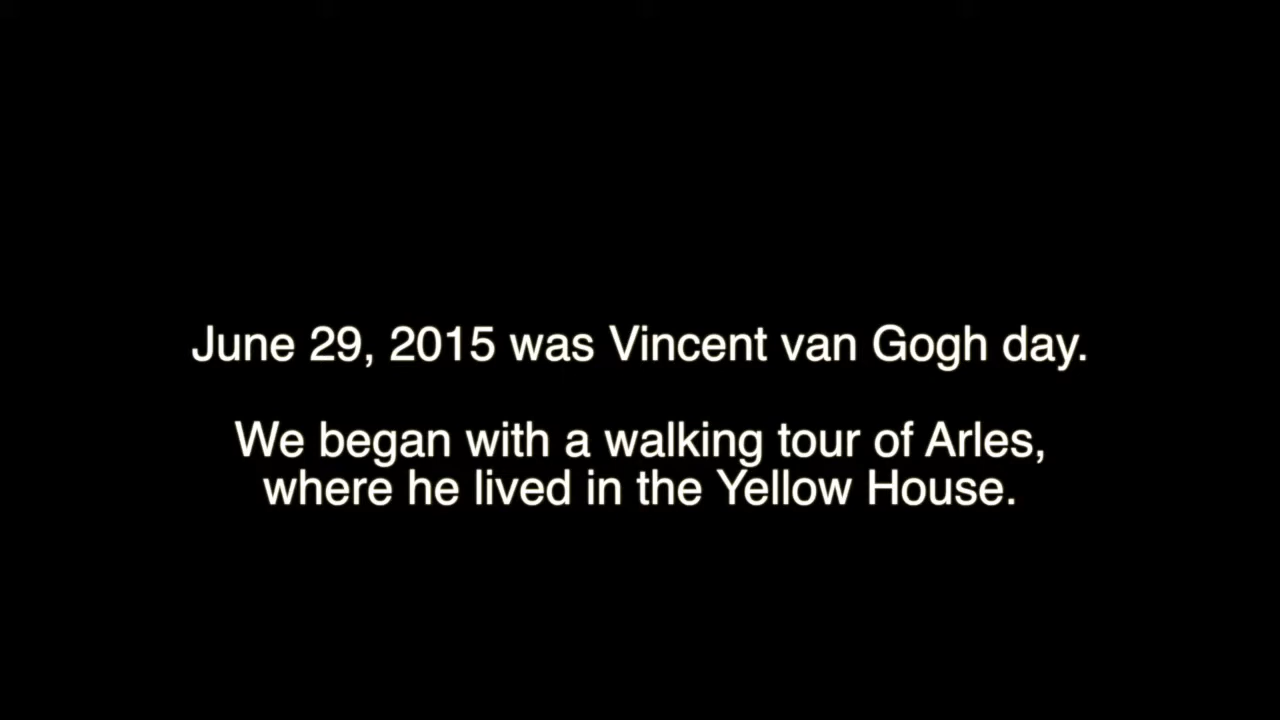 June 29, 2015 was Vincent van Gogh day.
We began with a walking tour of Arles,
where he lived in the Yellow House.